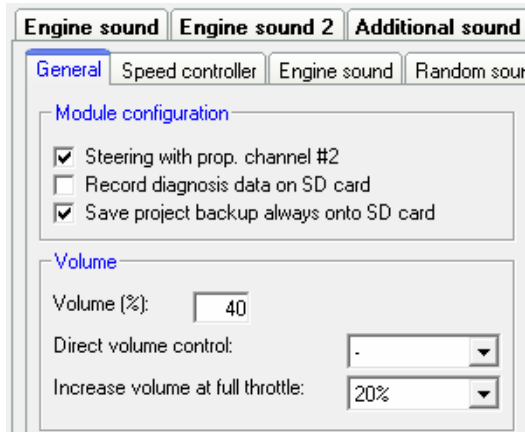 Engine sound Engine sound 2 Additional sound
General Speed controller Engine sound Random soun
Module configuration
Steering with prop. channel #2
Record diagnosis data on SD card
Save project backup always onto SD card
Volume
Volume (%): 40
Direct volume control: -
Increase volume at full throttle: 20%